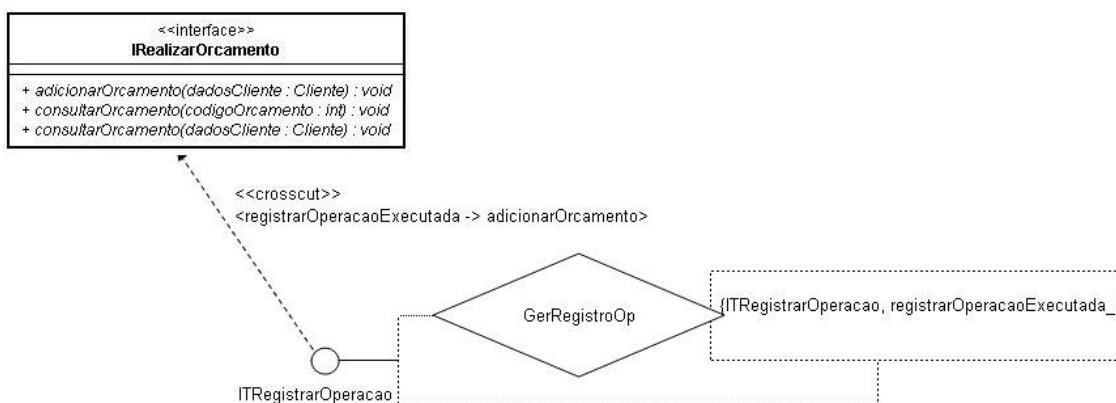 <<interface>>
IRealizarOrcamento
+ adicionarOrcamento(dadosCliente : Cliente) : void
+ consultarOrcamento(codigoOrcamento : int) : void
+ consultarOrcamento(dadosCliente : Cliente) : void
<<crosscut>>
<registrarOperacaoExecutada -> adicionarOrcamento>
GerRegistroOp
{ITRegistrarOperacao, registrarOperacaoExecutada_
ITRegistrarOperacao